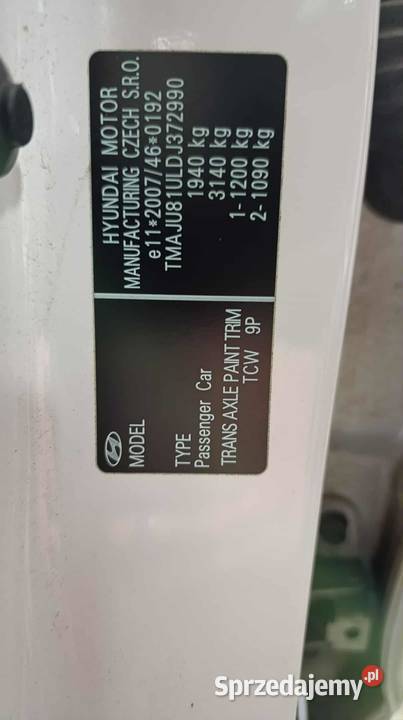 HYUNDAI MOTOR
MANUFACTURING CZECH S.R.O.
e11*2007/46*0192
TMAJU81ULDJ372990
1940 kg
3140 kg
1-1200 kg
2-1090 kg
MODEL
TYPE
Passenger Car
TRANS AXLE PAINT TRIM
TCW 9P
Sprzedajemy.pl